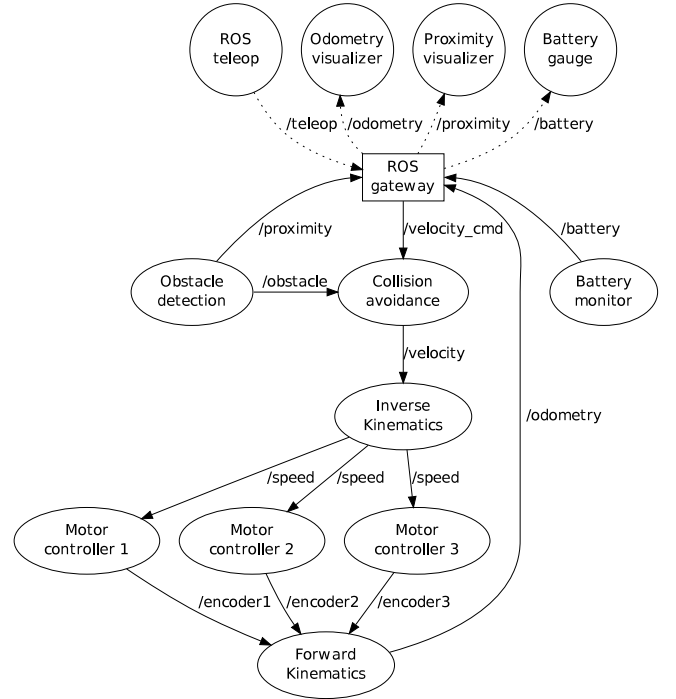 ROS
teleop
Odometry
visualizer
Proximity
visualizer
Battery
gauge
/teleop
/odometry
/proximity
/battery
ROS
gateway
/proximity
/velocity_cmd
/battery
Obstacle
detection
/obstacle
Collision
avoidance
Battery
monitor
/velocity
Inverse
Kinematics
/odometry
/speed
/speed
/speed
Motor
controller 1
Motor
controller 2
Motor
controller 3
/encoder1
/encoder2
/encoder3
Forward
Kinematics